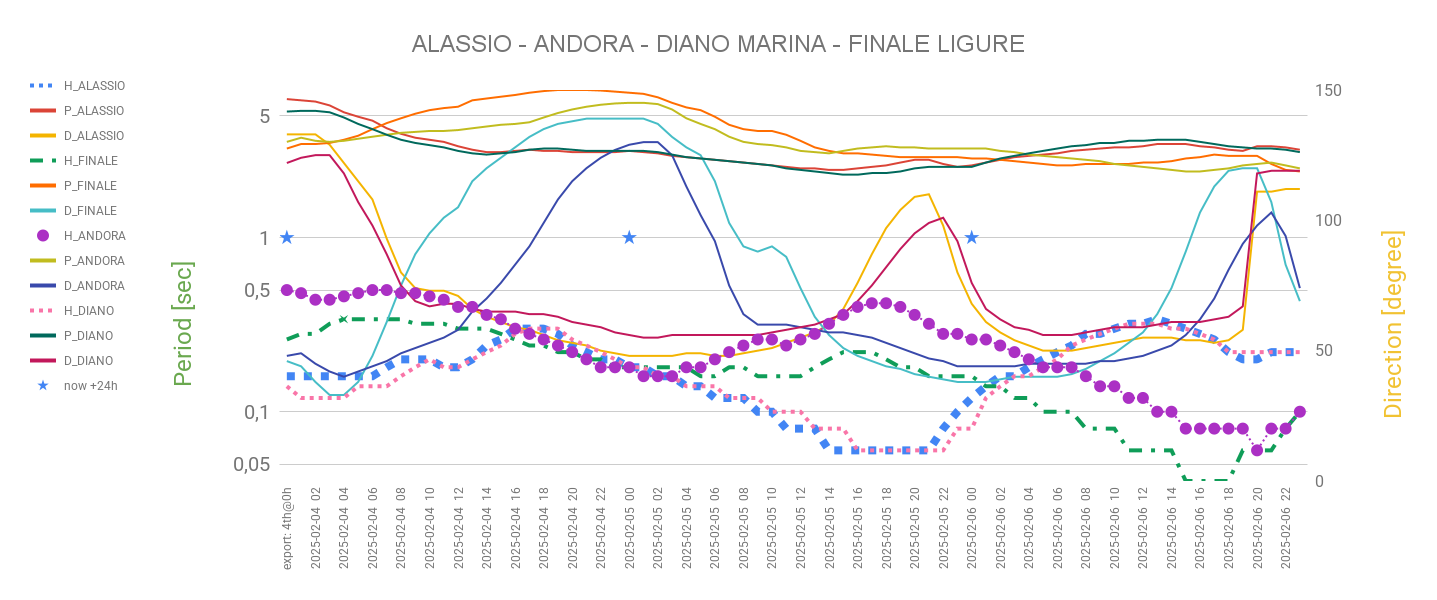 ALASSIO - ANDORA - DIANO MARINA - FINALE LIGURE
H_ALASSIO
P_ALASSIO
D_ALASSIO
H_FINALE
P_FINALE
D_FINALE
H_ANDORA
P_ANDORA
D_ANDORA
H_DIANO
P_DIANO
D_DIANO
now +24h
Period [sec]
5
1
0,5
0,1
0,05
150
100
50
0
Direction [degree]
export: 4th@0h
2025-02-04 02
2025-02-04 04
2025-02-04 06
2025-02-04 08
2025-02-04 10
2025-02-04 12
2025-02-04 14
2025-02-04 16
2025-02-04 18
2025-02-04 20
2025-02-04 22
2025-02-05 00
2025-02-05 02
2025-02-05 04
2025-02-05 06
2025-02-05 08
2025-02-05 10
2025-02-05 12
2025-02-05 14
2025-02-05 16
2025-02-05 18
2025-02-05 20
2025-02-05 22
2025-02-06 00
2025-02-06 02
2025-02-06 04
2025-02-06 06
2025-02-06 08
2025-02-06 10
2025-02-06 12
2025-02-06 14
2025-02-06 16
2025-02-06 18
2025-02-06 20
2025-02-06 22